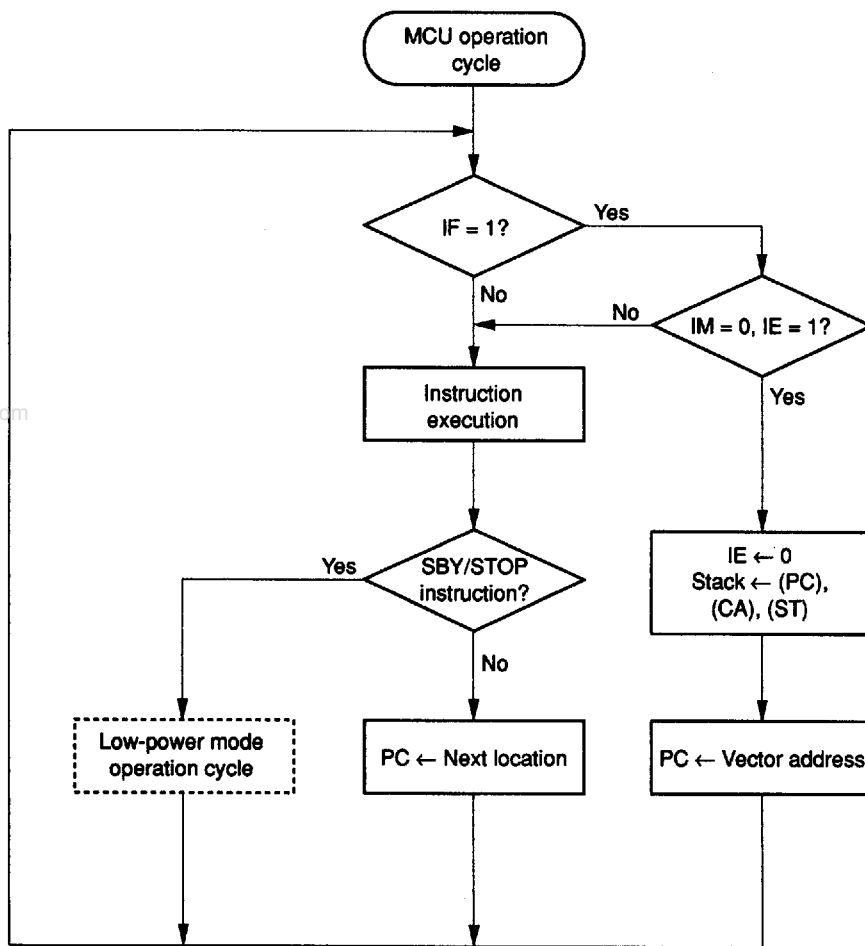 MCU operation
cycle
IF = 1?
Yes
No
No
IM = 0, IE = 1?
Yes
Instruction
execution
om
Yes
SBY/STOP
instruction?
No
IE ← 0
Stack ← (PC),
(CA), (ST)
Low-power mode
operation cycle
PC ← Next location
PC ← Vector address